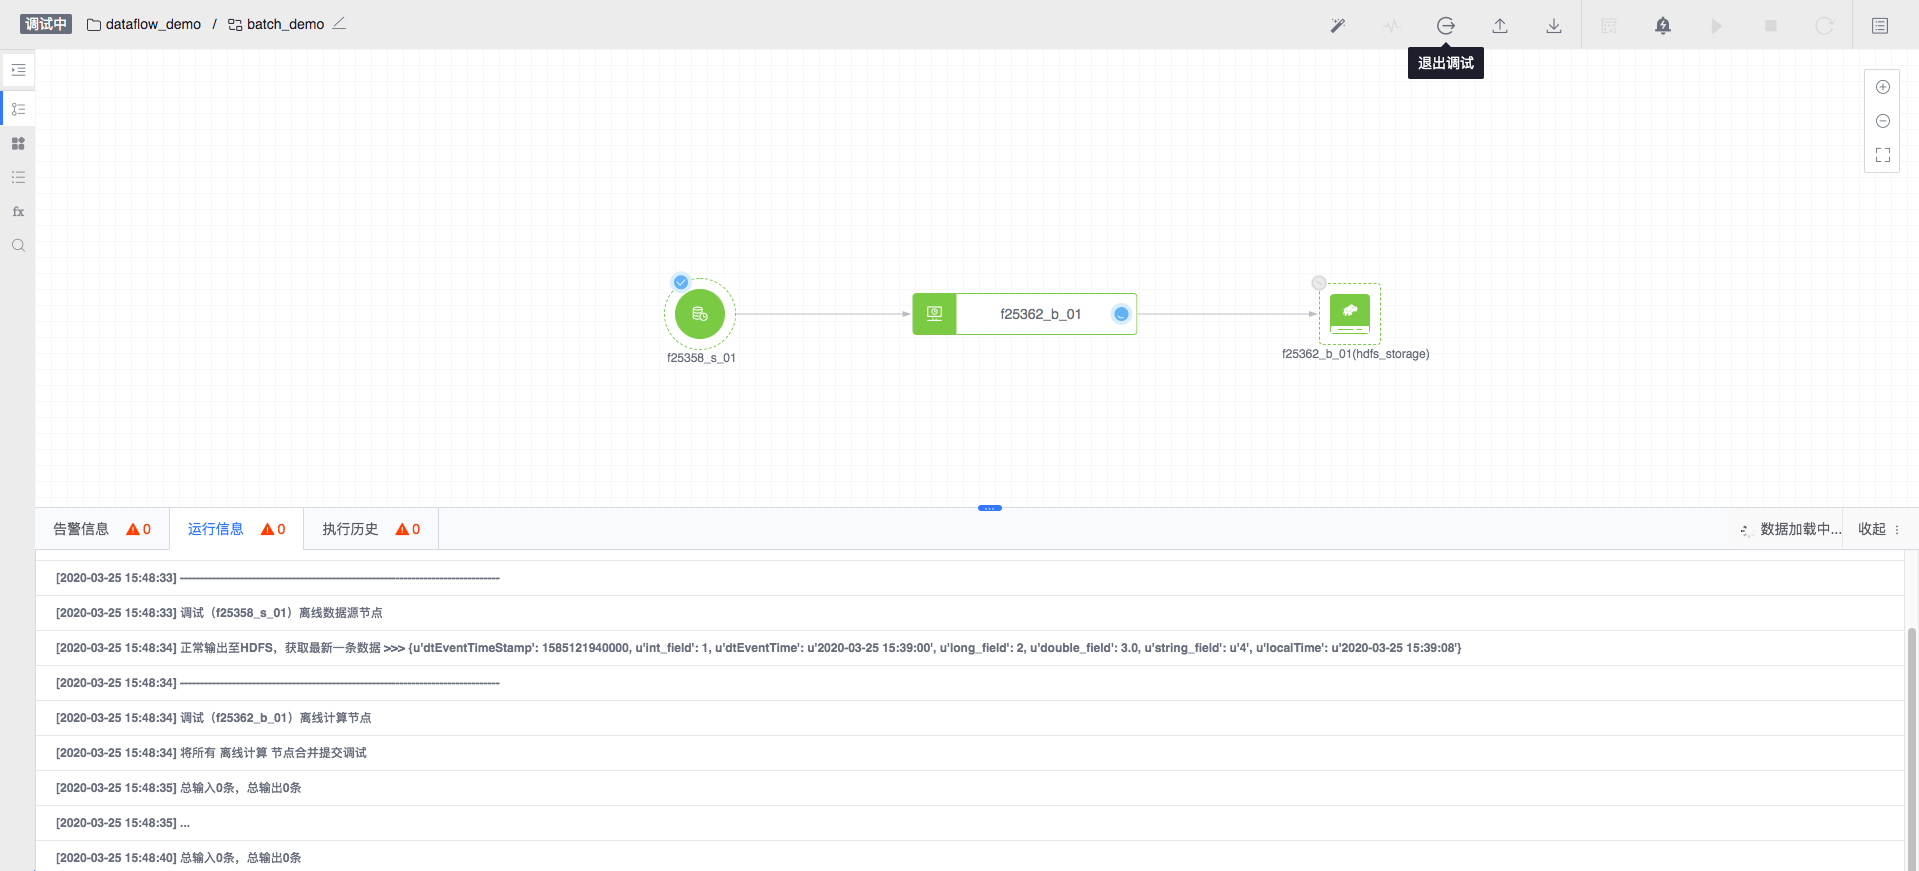 调试中 dataflow_demo / batch_demo
退出调试
fx
f25358_s_01
f25362_b_01
f25362_b_01(hdfs_storage)
告警信息 0 运行信息 0 执行历史 0 数据加载中... 收起
[2020-03-25 15:48:33] ----------------------------------------------------------------------------------------
[2020-03-25 15:48:33] 调试（f25358_s_01）离线数据源节点
[2020-03-25 15:48:34] 正常输出至HDFS，获取最新一条数据 >>> {u'dtEventTimeStamp': 1585121940000, u'int_field': 1, u'dtEventTime': u'2020-03-25 15:39:00', u'long_field': 2, u'double_field': 3.0, u'string_field': u'4', u'localTime': u'2020-03-25 15:39:08'}
[2020-03-25 15:48:34] ----------------------------------------------------------------------------------------
[2020-03-25 15:48:34] 调试（f25362_b_01）离线计算节点
[2020-03-25 15:48:34] 将所有 离线计算 节点合并提交调试
[2020-03-25 15:48:35] 总输入0条，总输出0条
[2020-03-25 15:48:35] ...
[2020-03-25 15:48:40] 总输入0条，总输出0条